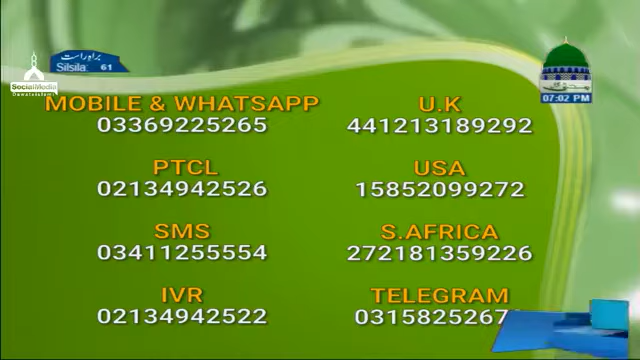 براہ راست
Silsila: 61
SocialMedia
Dawateislami
07:02 PM
MOBILE & WHATSAPP
03369225265
U.K
441213189292
PTCL
02134942526
USA
15852099272
SMS
03411255554
S.AFRICA
272181359226
IVR
02134942522
TELEGRAM
0315825267